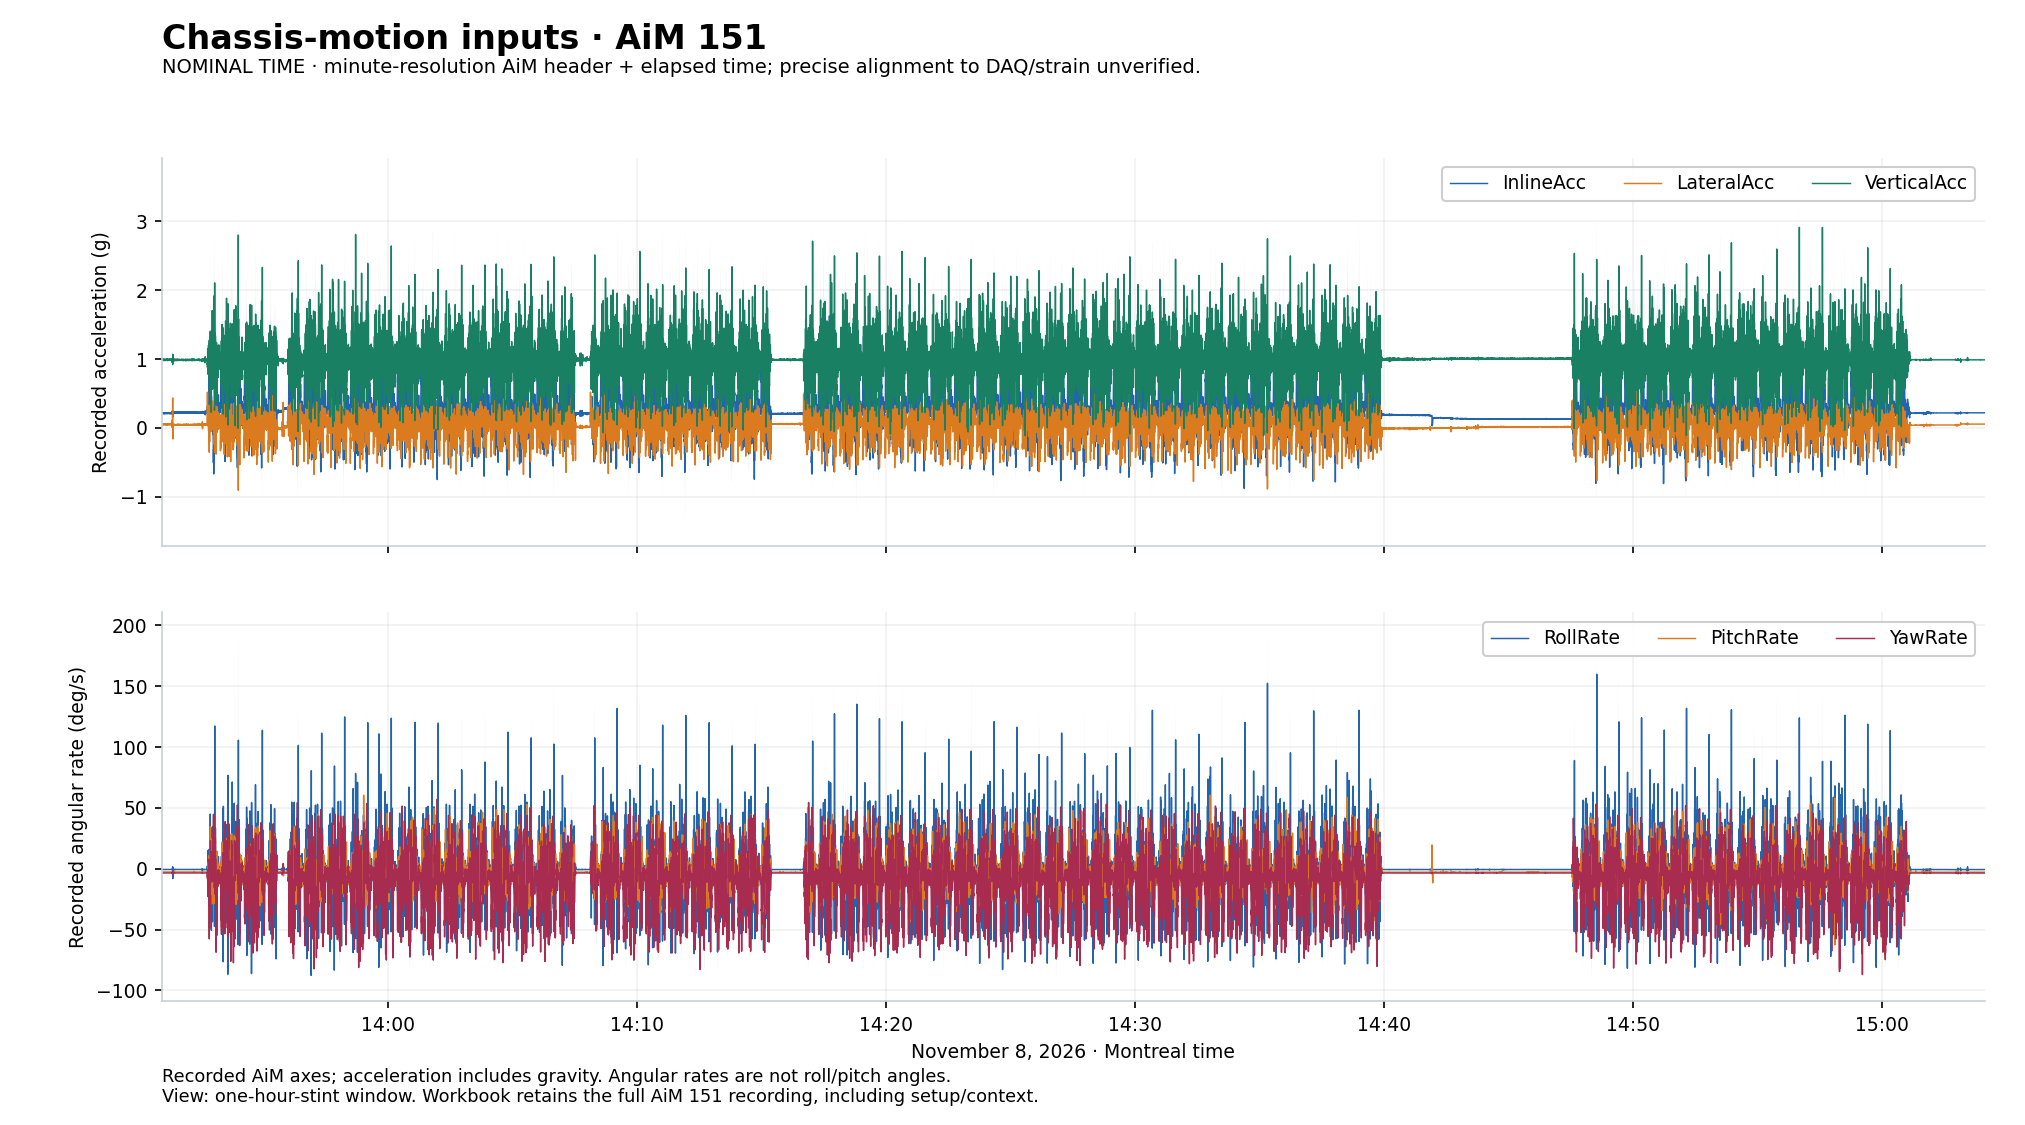 Chassis-motion inputs · AiM 151
NOMINAL TIME · minute-resolution AiM header + elapsed time; precise alignment to DAQ/strain unverified.
InlineAcc LateralAcc VerticalAcc
Recorded acceleration (g)
3
2
1
0
−1
RollRate PitchRate YawRate
Recorded angular rate (deg/s)
200
150
100
50
0
−50
−100
14:00 14:10 14:20 14:30 14:40 14:50 15:00
November 8, 2026 · Montreal time
Recorded AiM axes; acceleration includes gravity. Angular rates are not roll/pitch angles.
View: one-hour-stint window. Workbook retains the full AiM 151 recording, including setup/context.